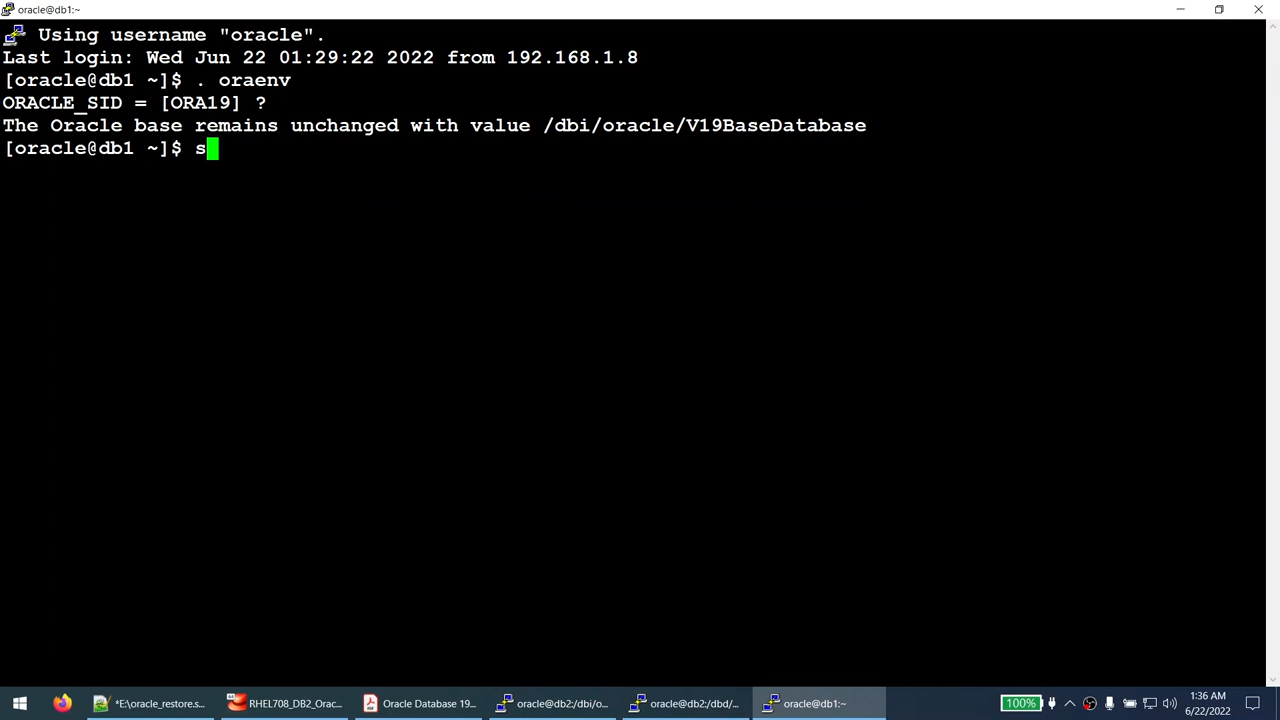 oracle@db1:~
Using username "oracle".
Last login: Wed Jun 22 01:29:22 2022 from 192.168.1.8
[oracle@db1 ~]$ . oraenv
ORACLE_SID = [ORA19] ?
The Oracle base remains unchanged with value /dbi/oracle/V19BaseDatabase
[oracle@db1 ~]$ s
*E:\oracle_restore.s...
RHEL708_DB2_Orac...
Oracle Database 19...
oracle@db2:/dbi/o...
oracle@db2:/dbd/...
oracle@db1:~
100%
1:36 AM
6/22/2022